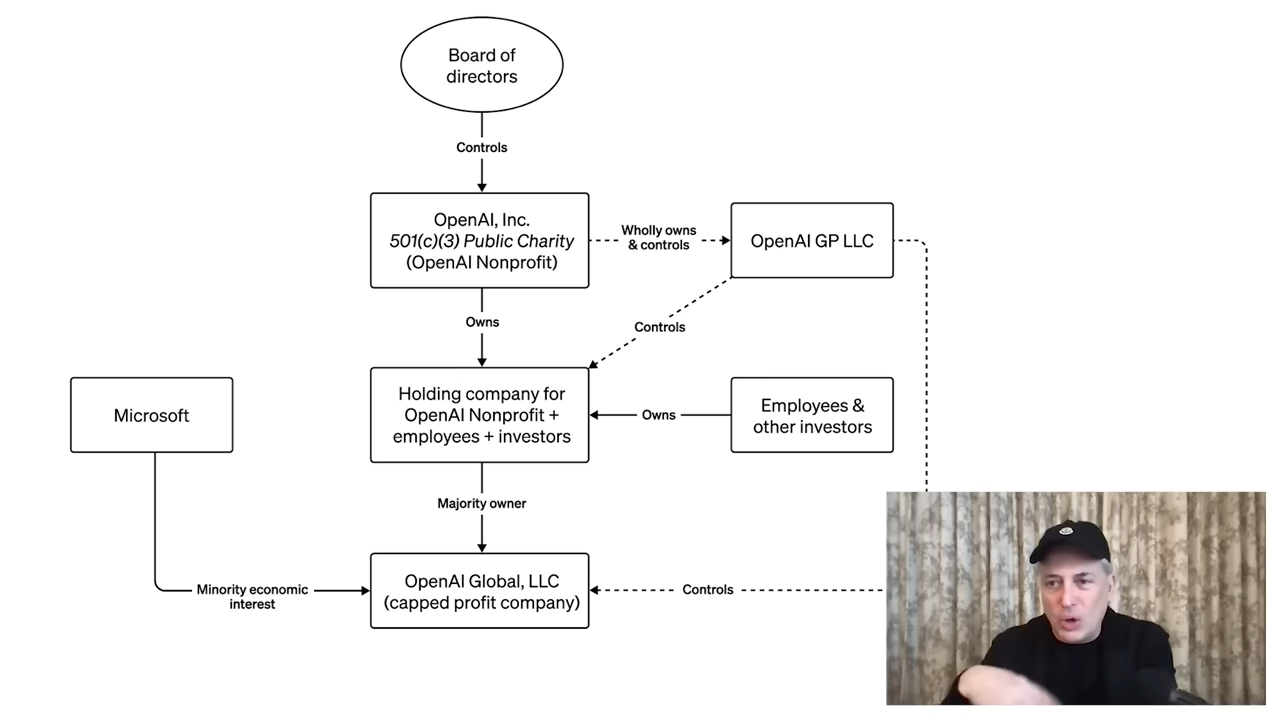 Board of
directors
Controls
OpenAI, Inc.
501(c)(3) Public Charity
(OpenAI Nonprofit)
Wholly owns
& controls
OpenAI GP LLC
Owns
Controls
Microsoft
Holding company for
OpenAI Nonprofit +
employees + investors
Owns
Employees &
other investors
Majority owner
Minority economic
interest
OpenAI Global, LLC
(capped profit company)
Controls